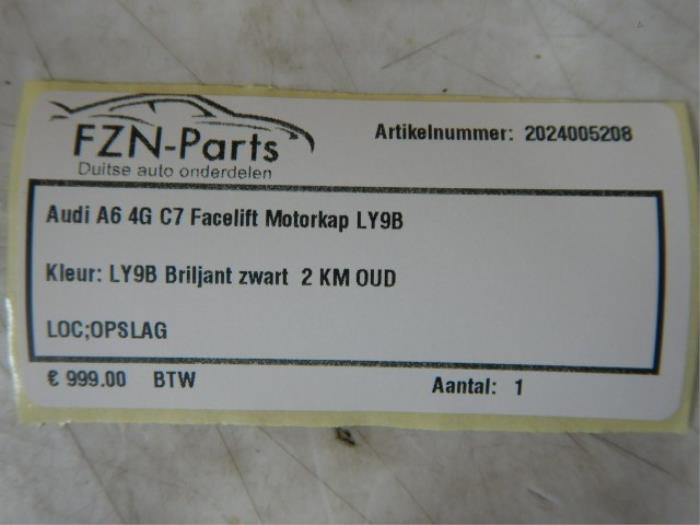 FZN-Parts
Duitse auto onderdelen
Artikelnummer: 2024005208
Audi A6 4G C7 Facelift Motorkap LY9B
Kleur: LY9B Briljant zwart 2 KM OUD
LOC;OPSLAG
€ 999.00 BTW Aantal: 1